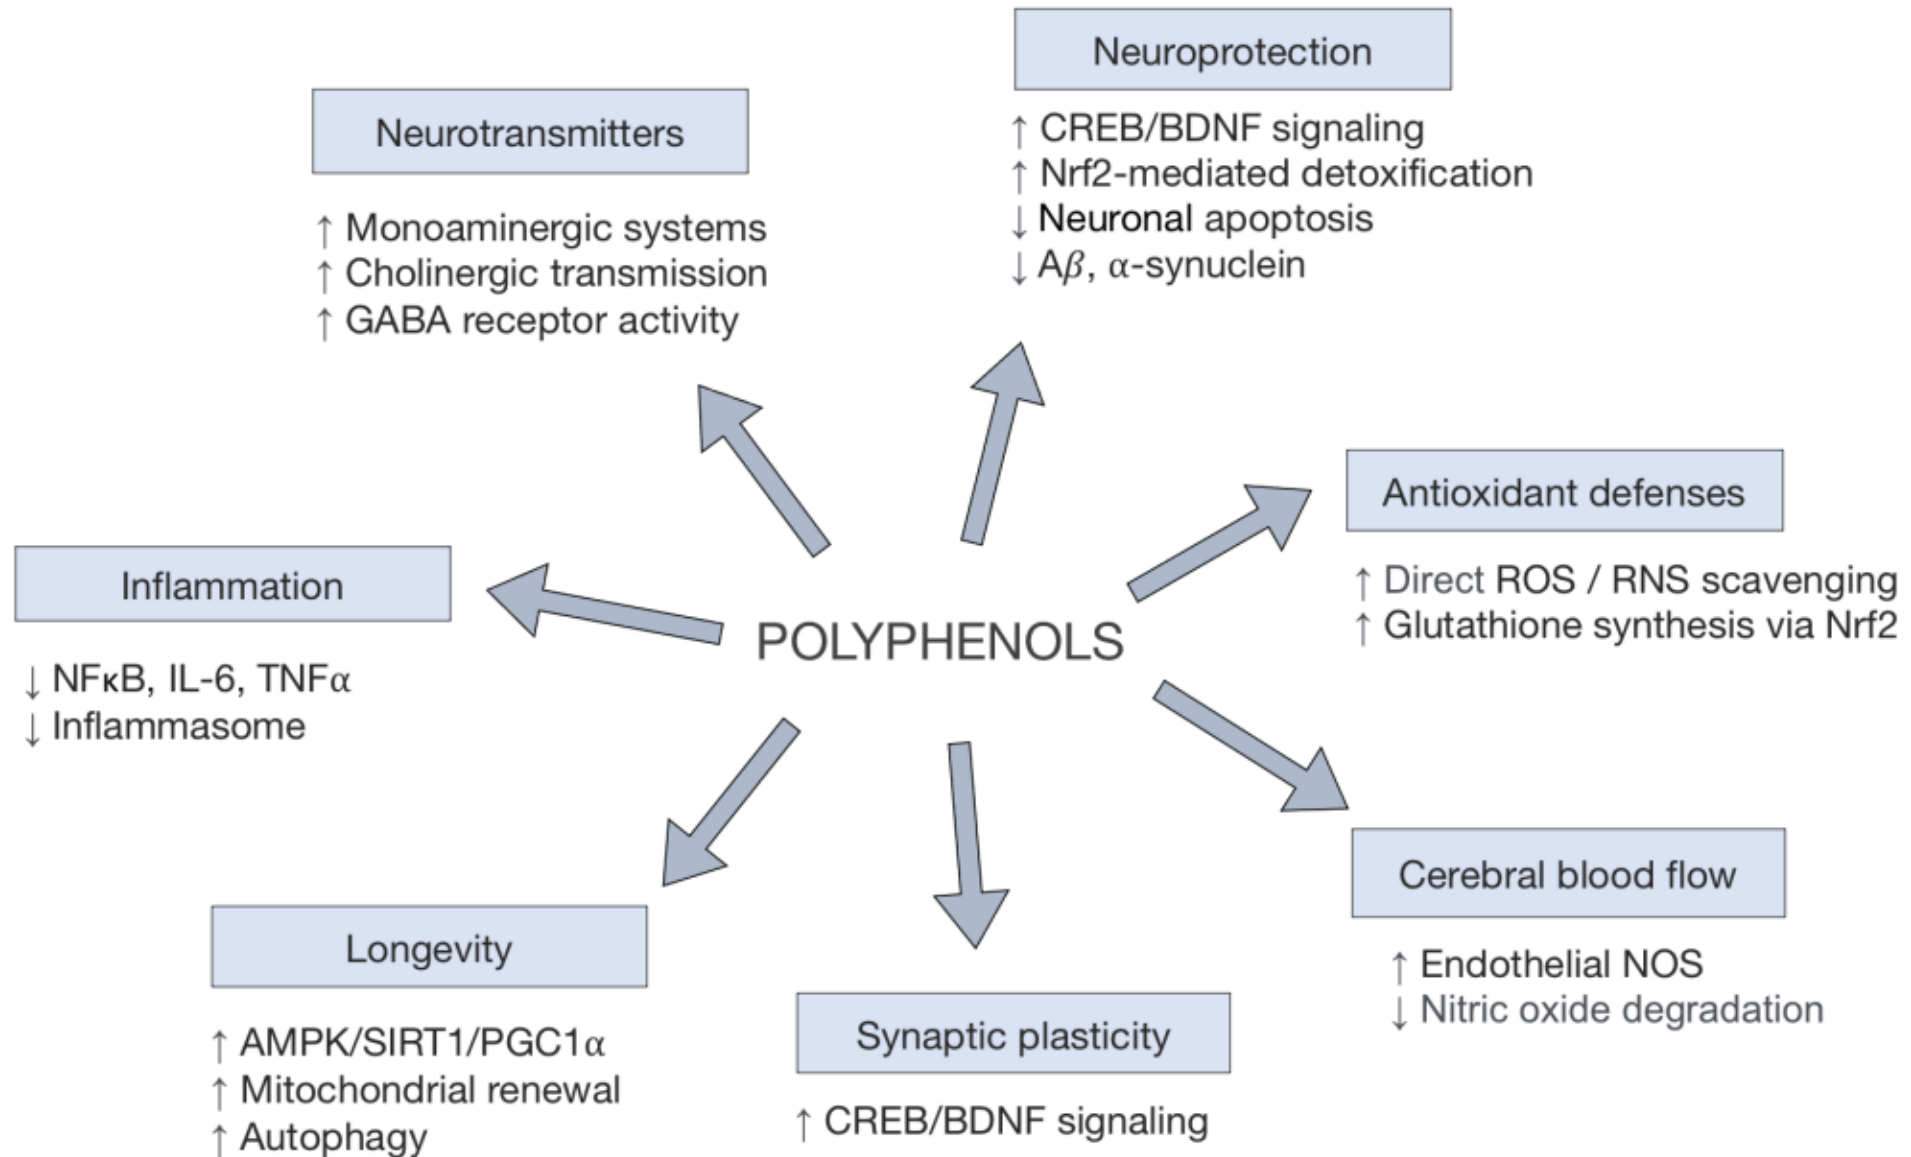 Neuroprotection
↑ CREB/BDNF signaling
↑ Nrf2-mediated detoxification
↓ Neuronal apoptosis
↓ Aβ, α-synuclein
Neurotransmitters
↑ Monoaminergic systems
↑ Cholinergic transmission
↑ GABA receptor activity
Antioxidant defenses
↑ Direct ROS / RNS scavenging
↑ Glutathione synthesis via Nrf2
Inflammation
↓ NFκB, IL-6, TNFα
↓ Inflammasome
POLYPHENOLS
Cerebral blood flow
↑ Endothelial NOS
↓ Nitric oxide degradation
Longevity
↑ AMPK/SIRT1/PGC1α
↑ Mitochondrial renewal
↑ Autophagy
Synaptic plasticity
↑ CREB/BDNF signaling